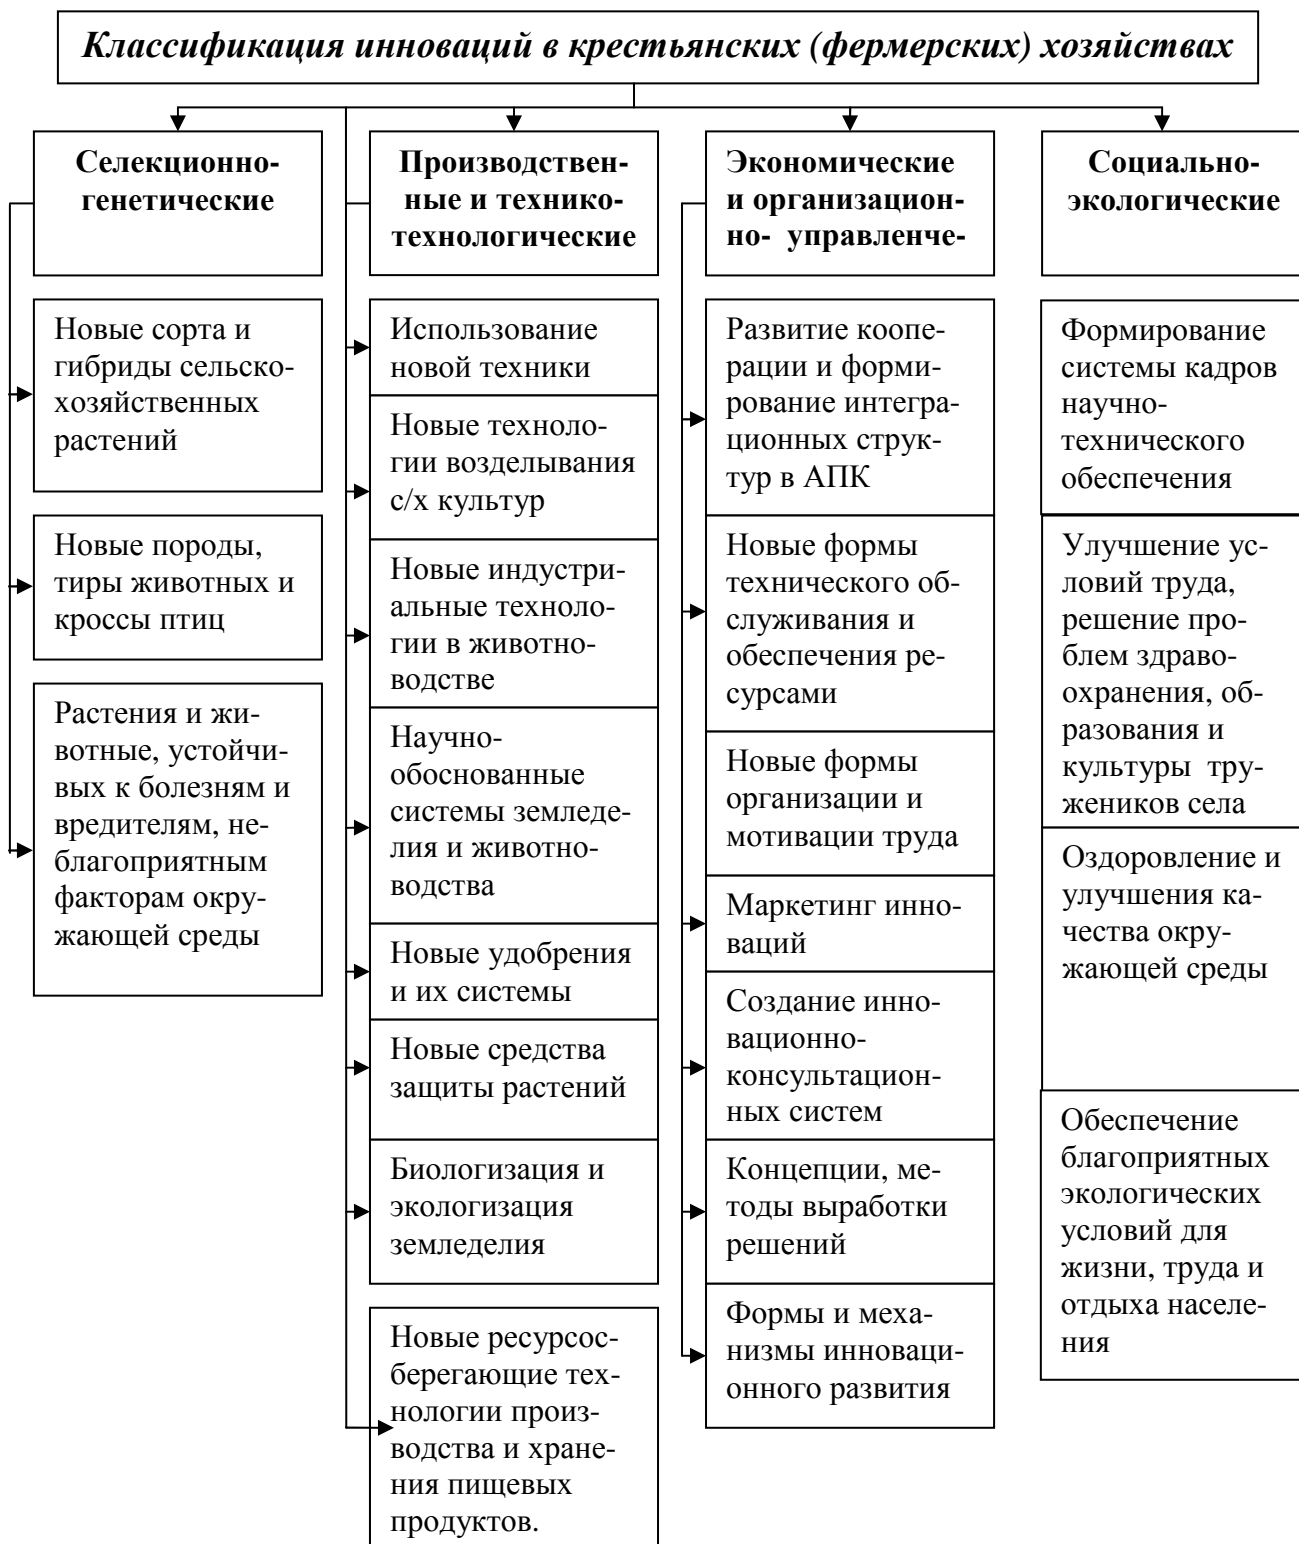 Классификация инноваций в крестьянских (фермерских) хозяйствах
Селекционно-
генетические
Производствен-
ные и технико-
технологические
Экономические
и организацион-
но- управленче-
Социально-
экологические
Новые сорта и
гибриды сельско-
хозяйственных
растений
Новые породы,
тиры животных и
кроссы птиц
Растения и жи-
вотные, устойчи-
вых к болезням и
вредителям, не-
благоприятным
факторам окру-
жающей среды
Использование
новой техники
Новые техноло-
гии возделывания
с/х культур
Новые индустри-
альные техноло-
гии в животно-
водстве
Научно-
обоснованные
системы земледе-
лия и животно-
водства
Новые удобрения
и их системы
Новые средства
защиты растений
Биологизация и
экологизация
земледелия
Новые ресурсос-
берегающие тех-
нологии произ-
водства и хране-
ния пищевых
продуктов.
Развитие коопе-
рации и форми-
рование интегра-
ционных струк-
тур в АПК
Новые формы
технического об-
служивания и
обеспечения ре-
сурсами
Новые формы
организации и
мотивации труда
Маркетинг инно-
ваций
Создание инно-
вационно-
консультацион-
ных систем
Концепции, ме-
тоды выработки
решений
Формы и меха-
низмы инноваци-
онного развития
Формирование
системы кадров
научно-
технического
обеспечения
Улучшение ус-
ловий труда,
решение про-
блем здраво-
охранения, об-
разования и
культуры  тру-
жеников села
Оздоровление и
улучшения ка-
чества окру-
жающей среды
Обеспечение
благоприятных
экологических
условий для
жизни, труда и
отдыха населе-
ния